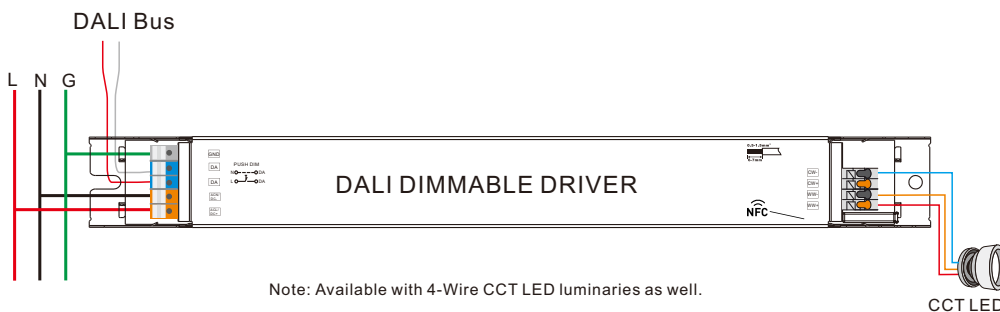 DALI Bus
L N G
GND
DA
DA
PUSH DIM
N DA
L DA
DALI DIMMABLE DRIVER
NFC
CW-
CW+
WW-
WW+
Note: Available with 4-Wire CCT LED luminaries as well.
CCT LED